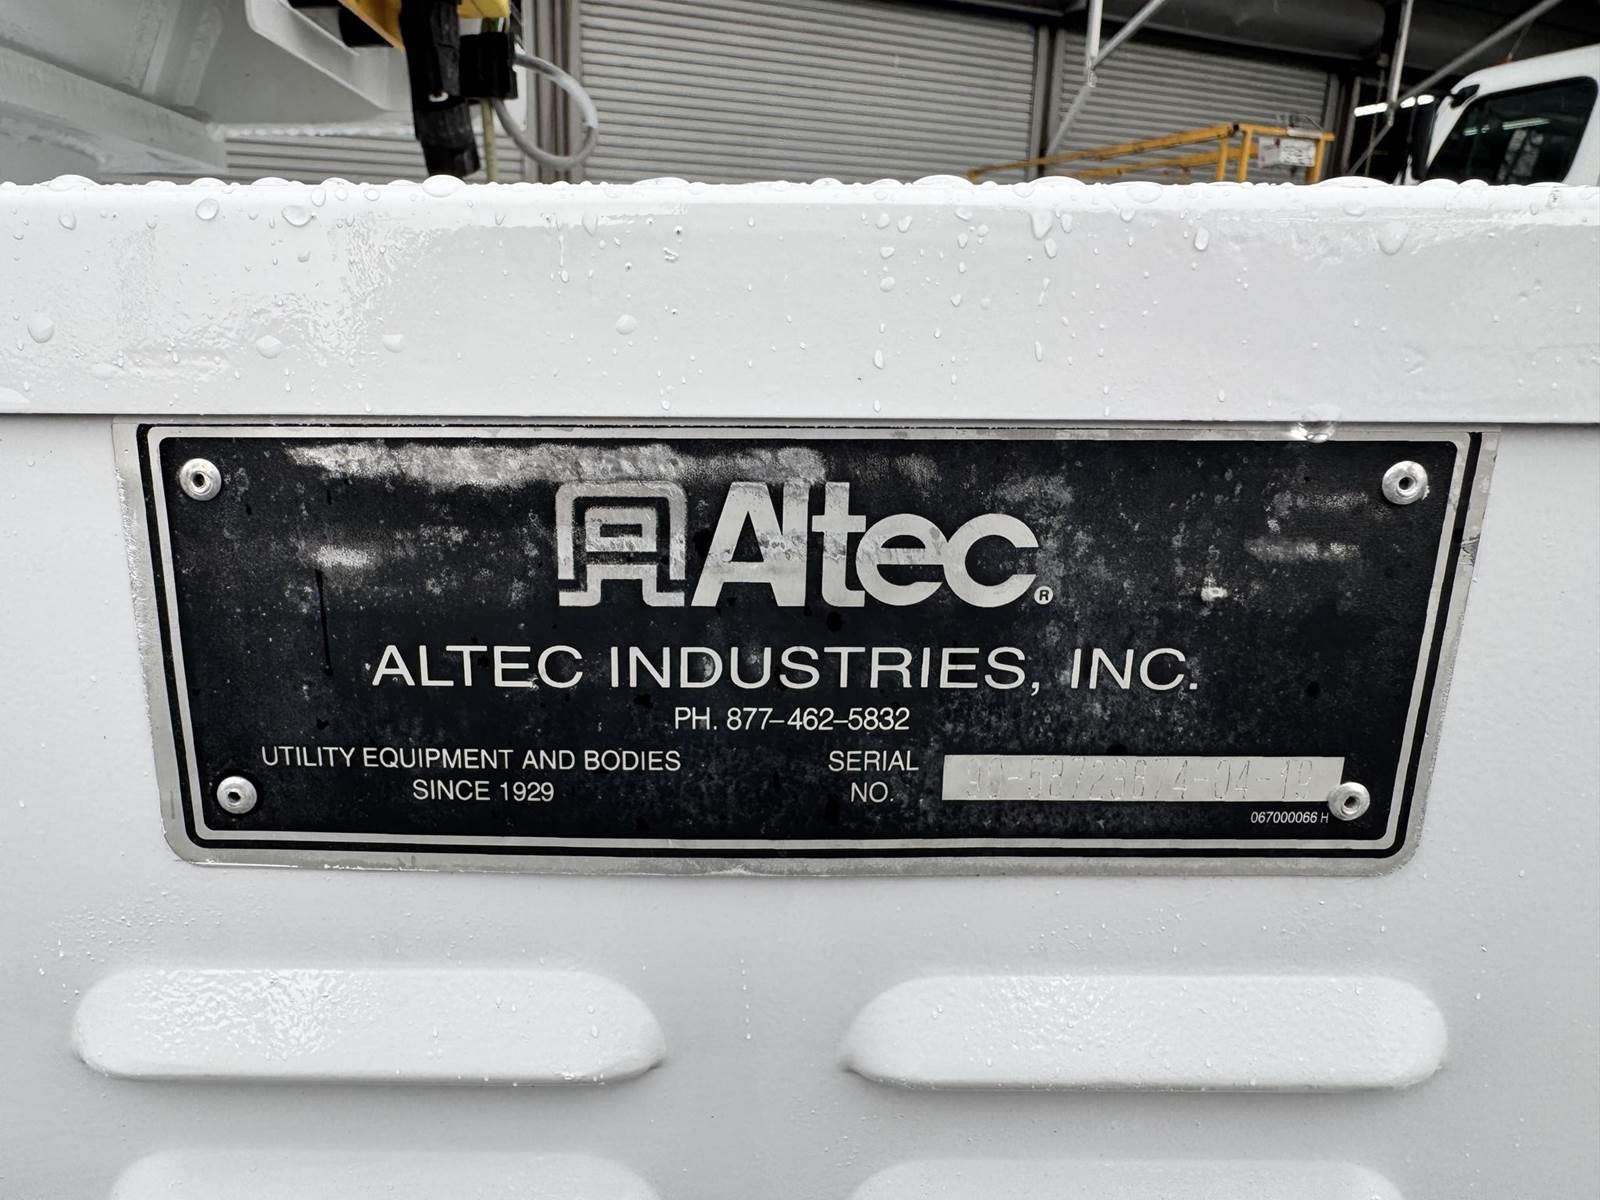 Altec®
ALTEC INDUSTRIES, INC.
PH. 877-462-5832
UTILITY EQUIPMENT AND BODIES
SINCE 1929
SERIAL
NO.
067000066 H